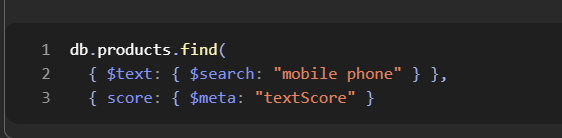 1 db.products.find(
2   { $text: { $search: "mobile phone" } },
3   { score: { $meta: "textScore" }